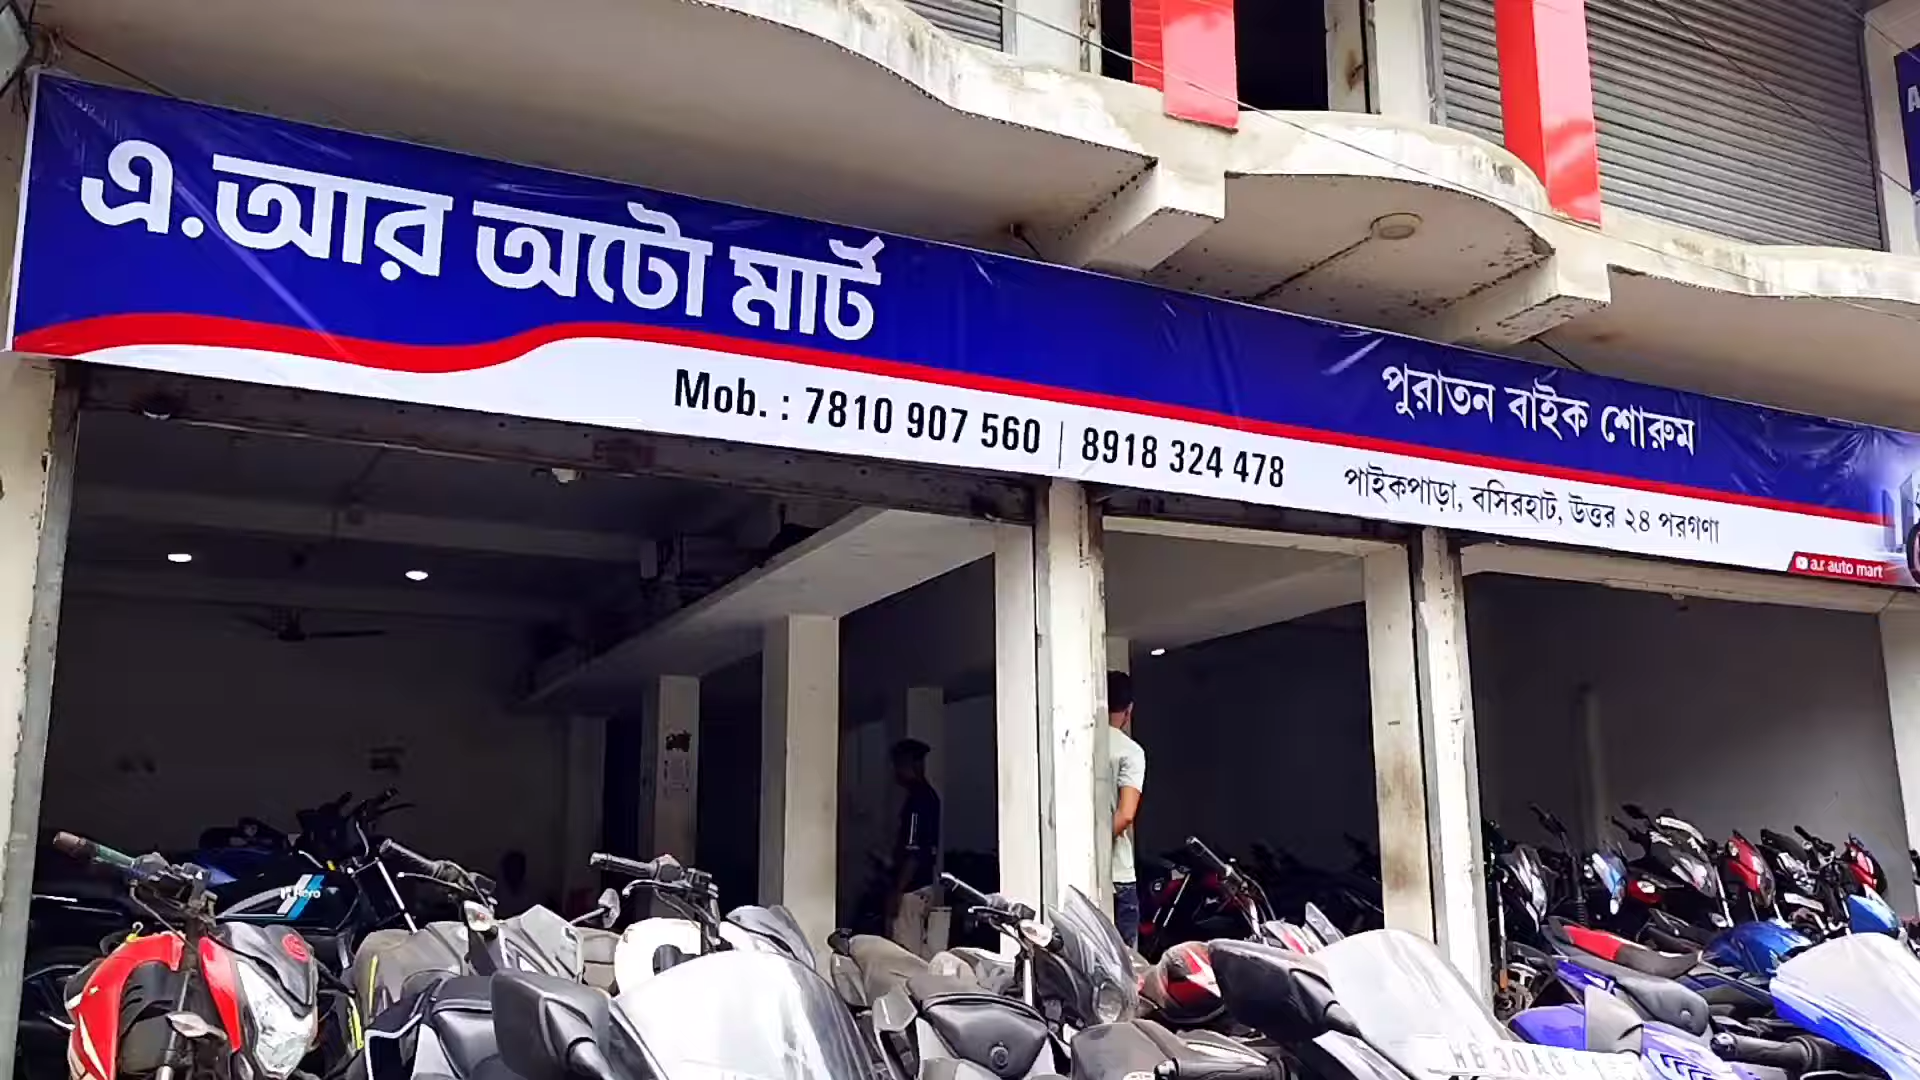 এ.আর অটো মার্ট
পুরাতন বাইক শোরুম
Mob. : 7810 907 560 | 8918 324 478
পাইকপাড়া, বসিরহাট, উত্তর ২৪ পরগণা
a.r auto mart
Hero